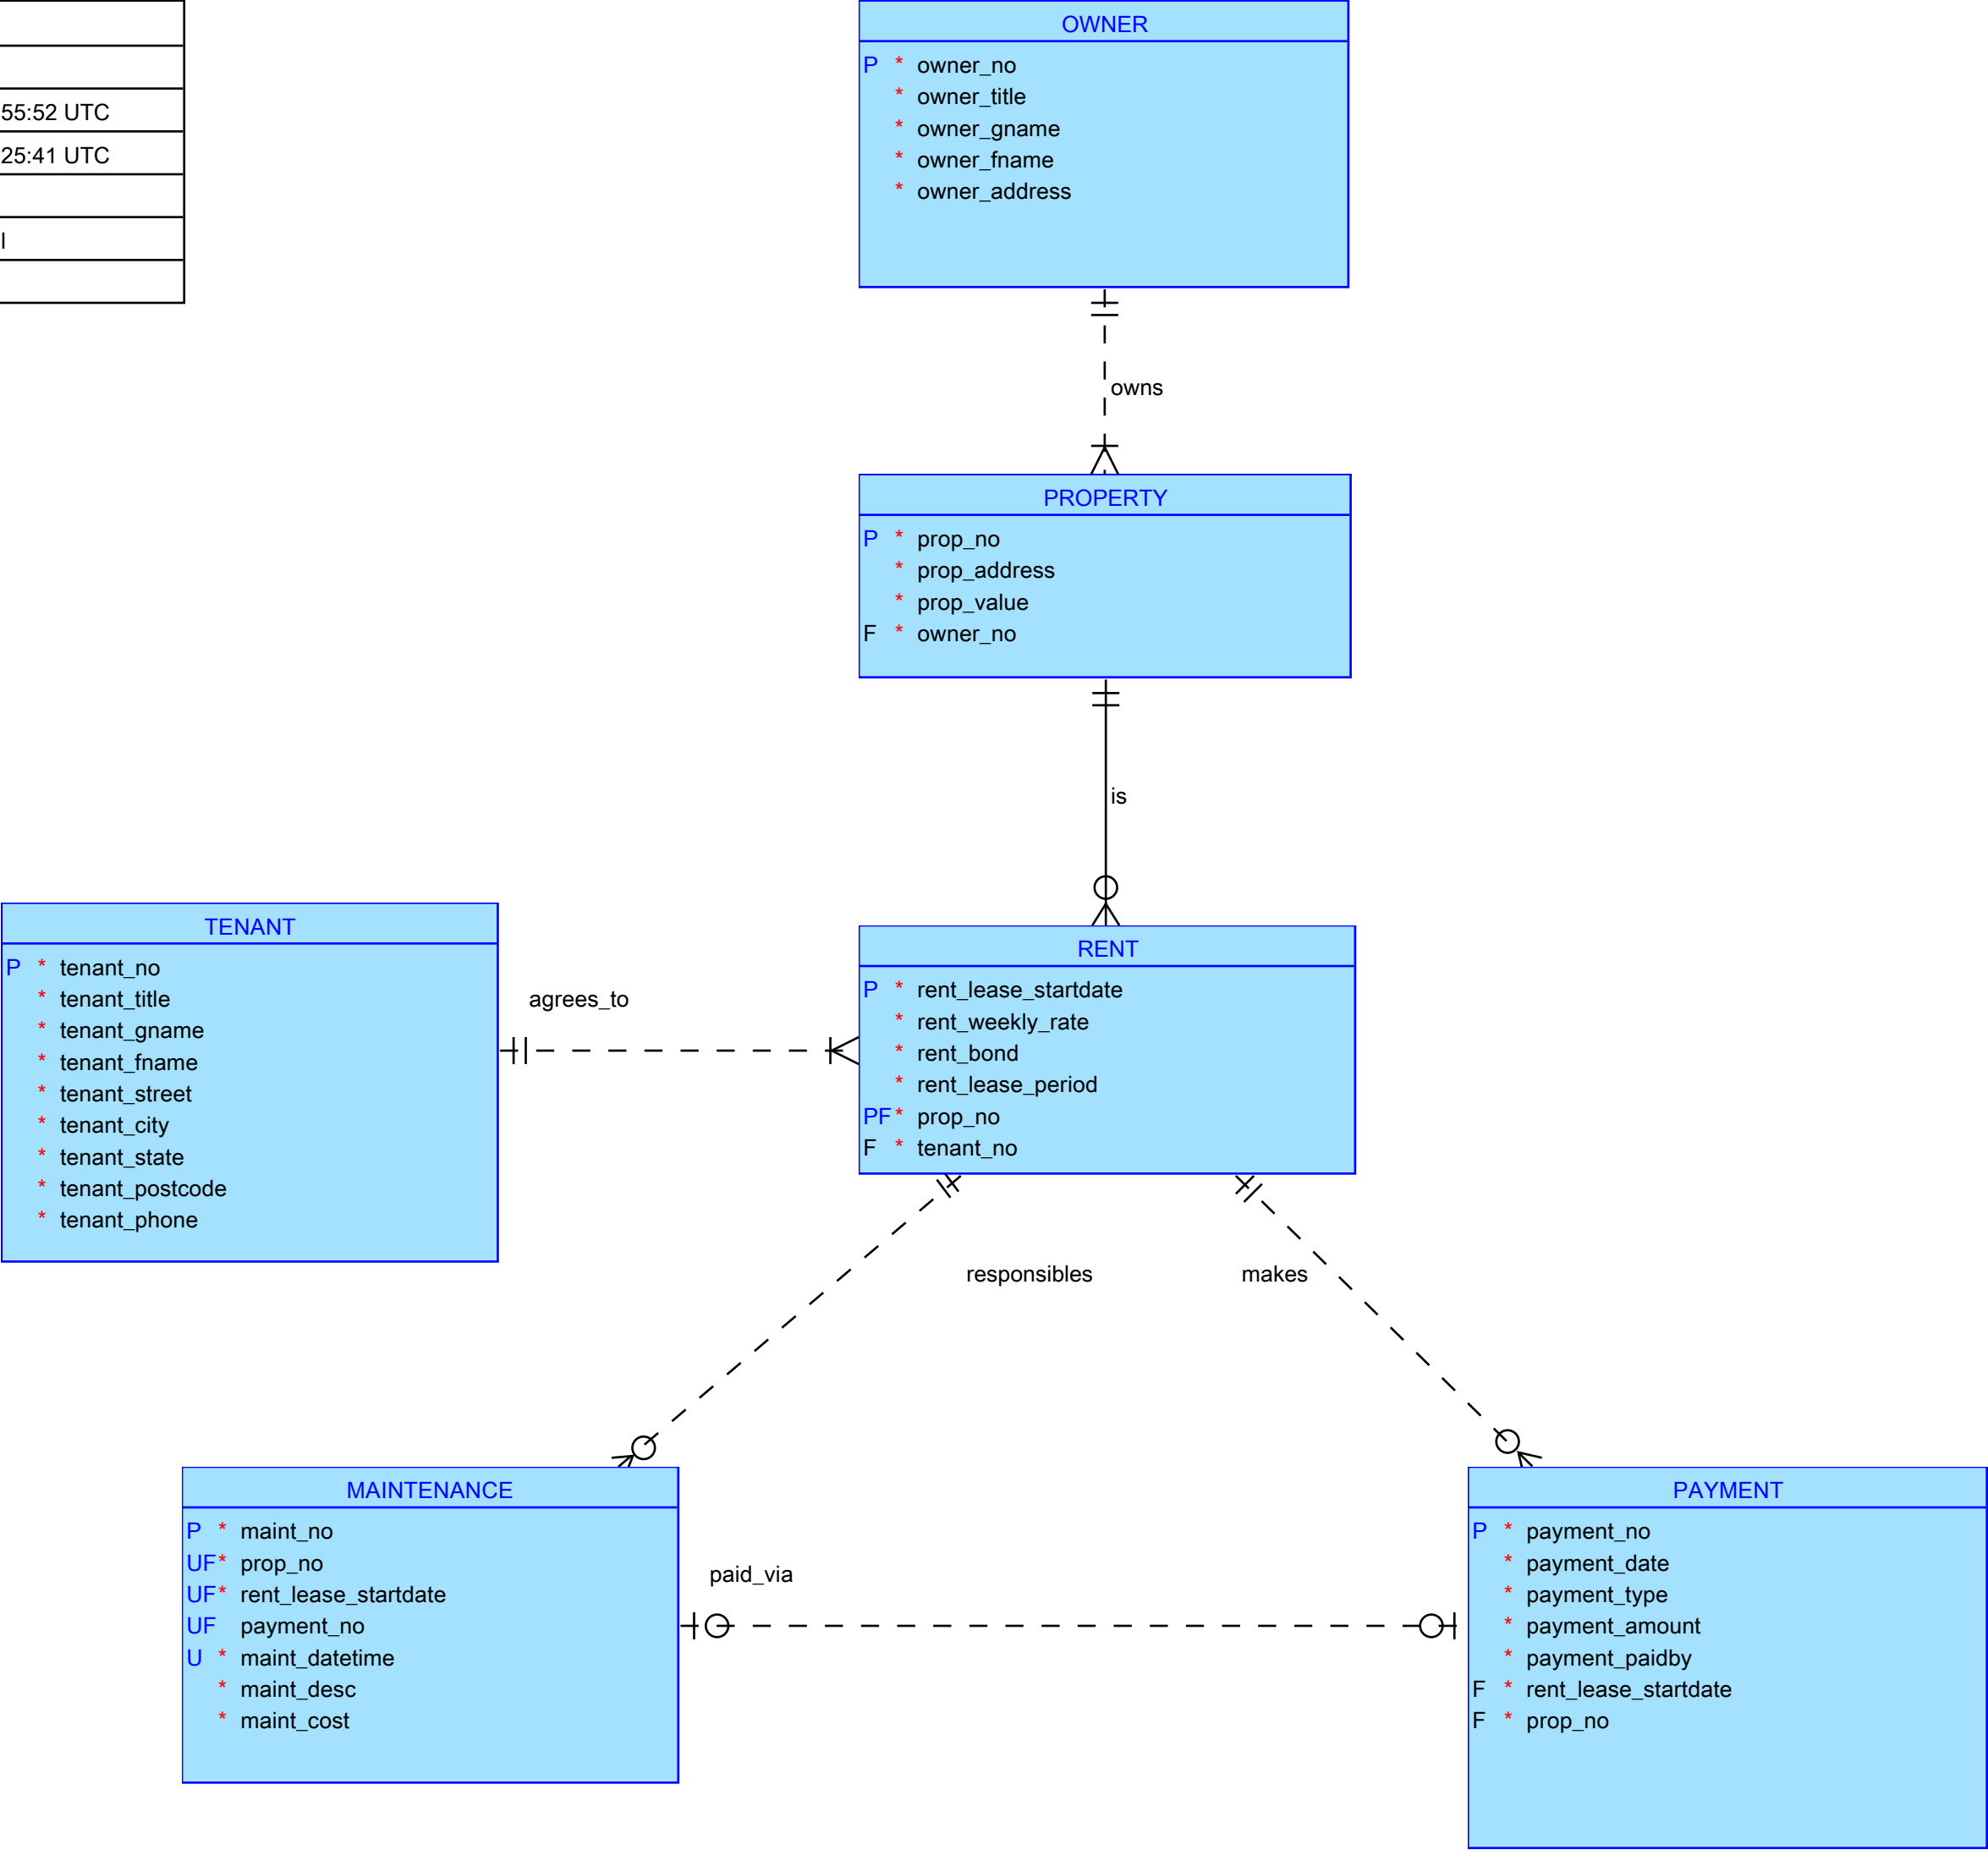 55:52 UTC
25:41 UTC
l
OWNER
P * owner_no
* owner_title
* owner_gname
* owner_fname
* owner_address
owns
PROPERTY
P * prop_no
* prop_address
* prop_value
F * owner_no
is
TENANT
P * tenant_no
* tenant_title
* tenant_gname
* tenant_fname
* tenant_street
* tenant_city
* tenant_state
* tenant_postcode
* tenant_phone
agrees_to
RENT
P * rent_lease_startdate
* rent_weekly_rate
* rent_bond
* rent_lease_period
PF * prop_no
F * tenant_no
responsibles
makes
MAINTENANCE
P * maint_no
UF * prop_no
UF * rent_lease_startdate
UF payment_no
U * maint_datetime
* maint_desc
* maint_cost
paid_via
PAYMENT
P * payment_no
* payment_date
* payment_type
* payment_amount
* payment_paidby
F * rent_lease_startdate
F * prop_no